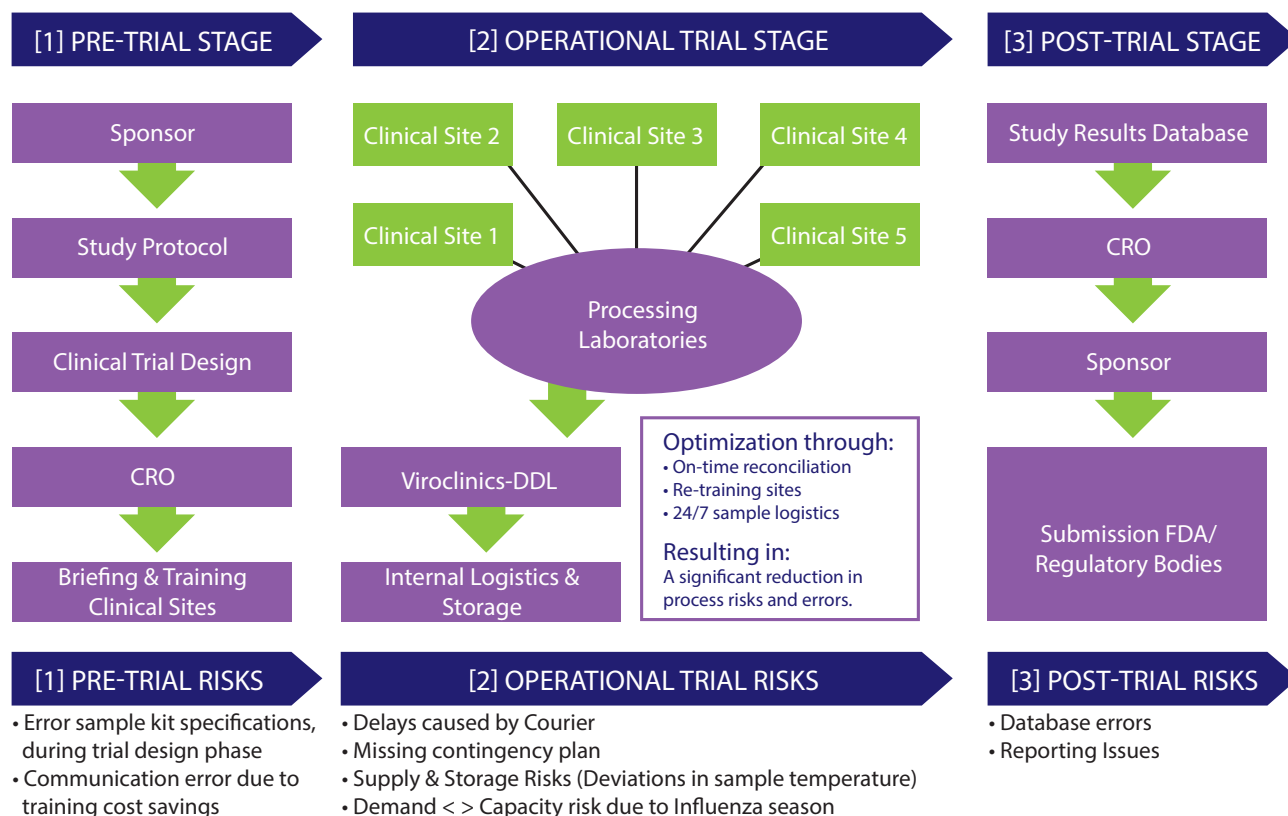 [1] PRE-TRIAL STAGE
[2] OPERATIONAL TRIAL STAGE
[3] POST-TRIAL STAGE
Sponsor
Study Protocol
Clinical Trial Design
CRO
Briefing & Training
Clinical Sites
Clinical Site 2
Clinical Site 3
Clinical Site 4
Clinical Site 1
Clinical Site 5
Processing
Laboratories
Viroclinics-DDL
Internal Logistics &
Storage
Optimization through:
• On-time reconciliation
• Re-training sites
• 24/7 sample logistics
Resulting in:
A significant reduction in
process risks and errors.
Study Results Database
CRO
Sponsor
Submission FDA/
Regulatory Bodies
[1] PRE-TRIAL RISKS
• Error sample kit specifications,
during trial design phase
• Communication error due to
training cost savings
[2] OPERATIONAL TRIAL RISKS
• Delays caused by Courier
• Missing contingency plan
• Supply & Storage Risks (Deviations in sample temperature)
• Demand < > Capacity risk due to Influenza season
[3] POST-TRIAL RISKS
• Database errors
• Reporting Issues